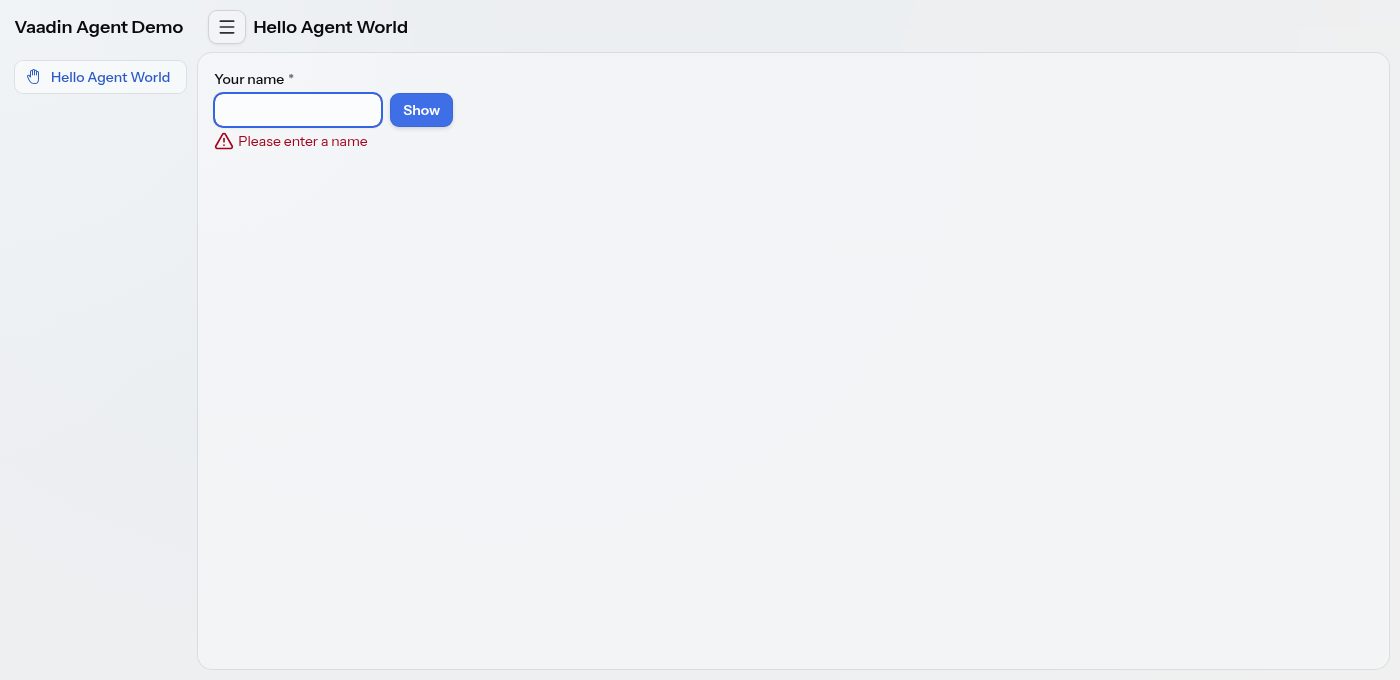 Vaadin Agent Demo
Hello Agent World
Hello Agent World
Your name *
Show
Please enter a name